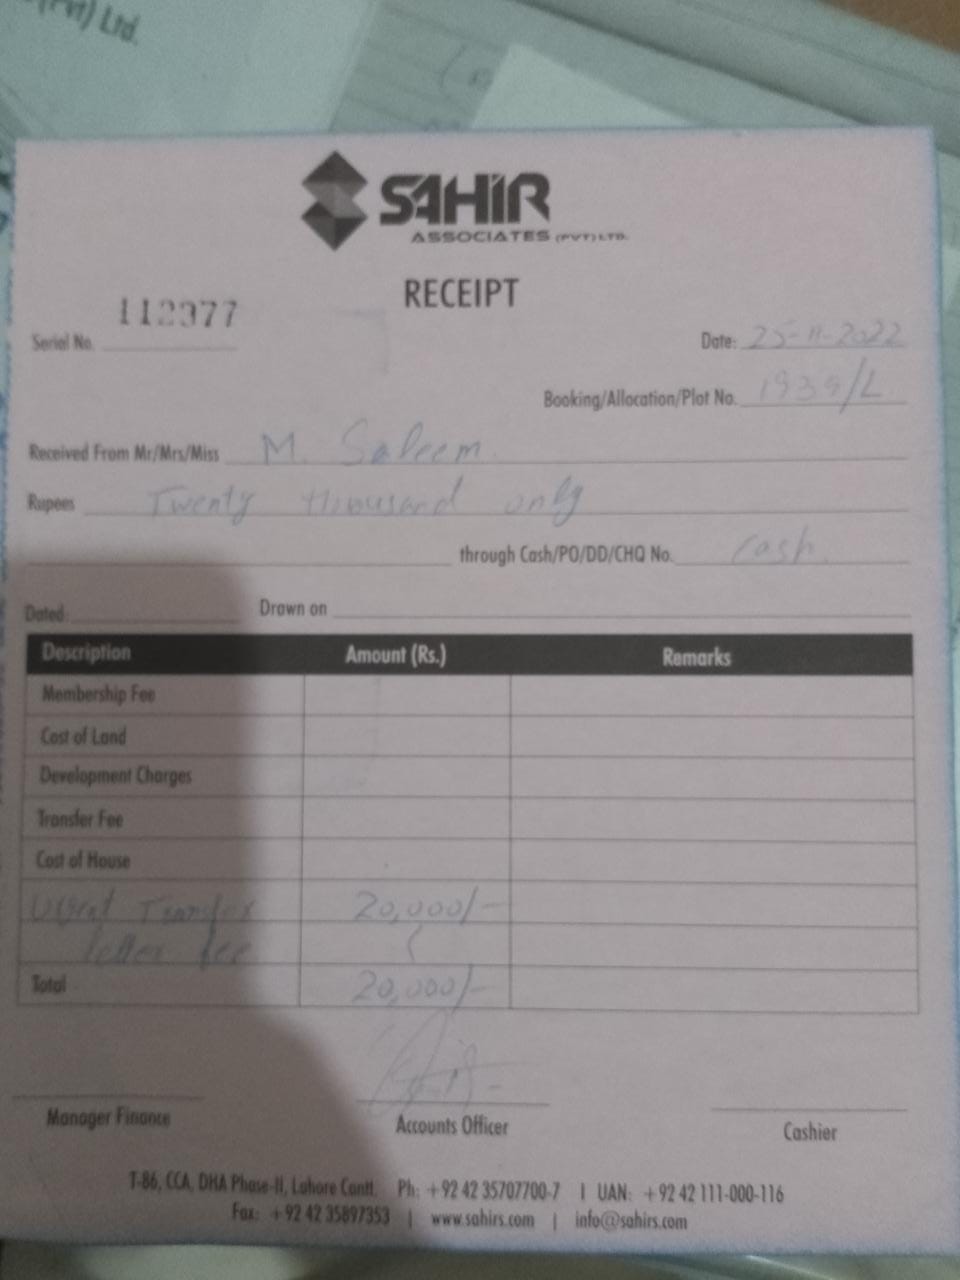 (Pvt) Ltd.
SAHIR
ASSOCIATES (PVT) LTD.
RECEIPT
Serial No. 112977
Date: 25-11-2022
Booking/Allocation/Plot No. 1939/L
Received From Mr/Mrs/Miss M. Saleem
Rupees Twenty thousand only
through Cash/PO/DD/CHQ No. Cash
Dated: Drawn on
Description Amount (Rs.) Remarks
Membership Fee
Cost of Land
Development Charges
Transfer Fee
Cost of House
Urgent Transfer 20,000/-
letter fee
Total 20,000/-
Manager Finance Accounts Officer Cashier
T-86, CCA, DHA Phase-II, Lahore Cantt. Ph: +92 42 35707700-7 | UAN: +92 42 111-000-116
Fax: +92 42 35897353 | www.sahirs.com | info@sahirs.com